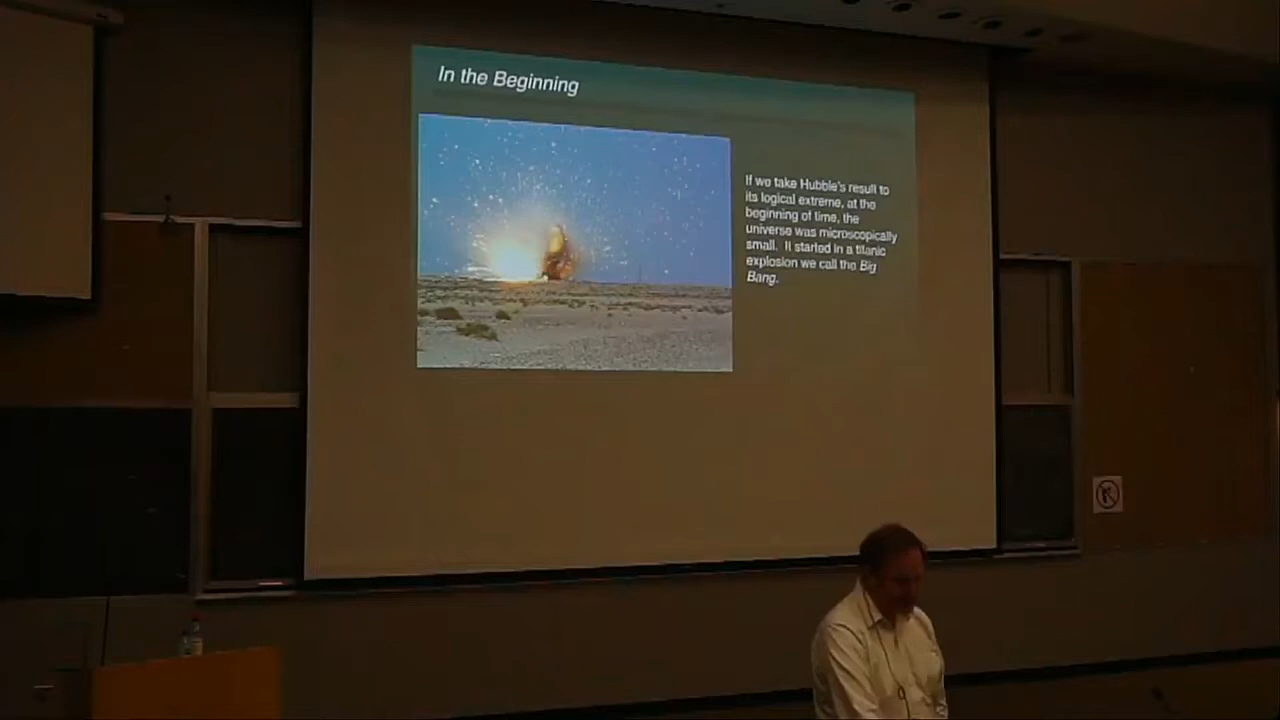 In the Beginning
If we take Hubble's result to
its logical extreme, at the
beginning of time, the
universe was microscopically
small. It started in a titanic
explosion we call the Big
Bang.